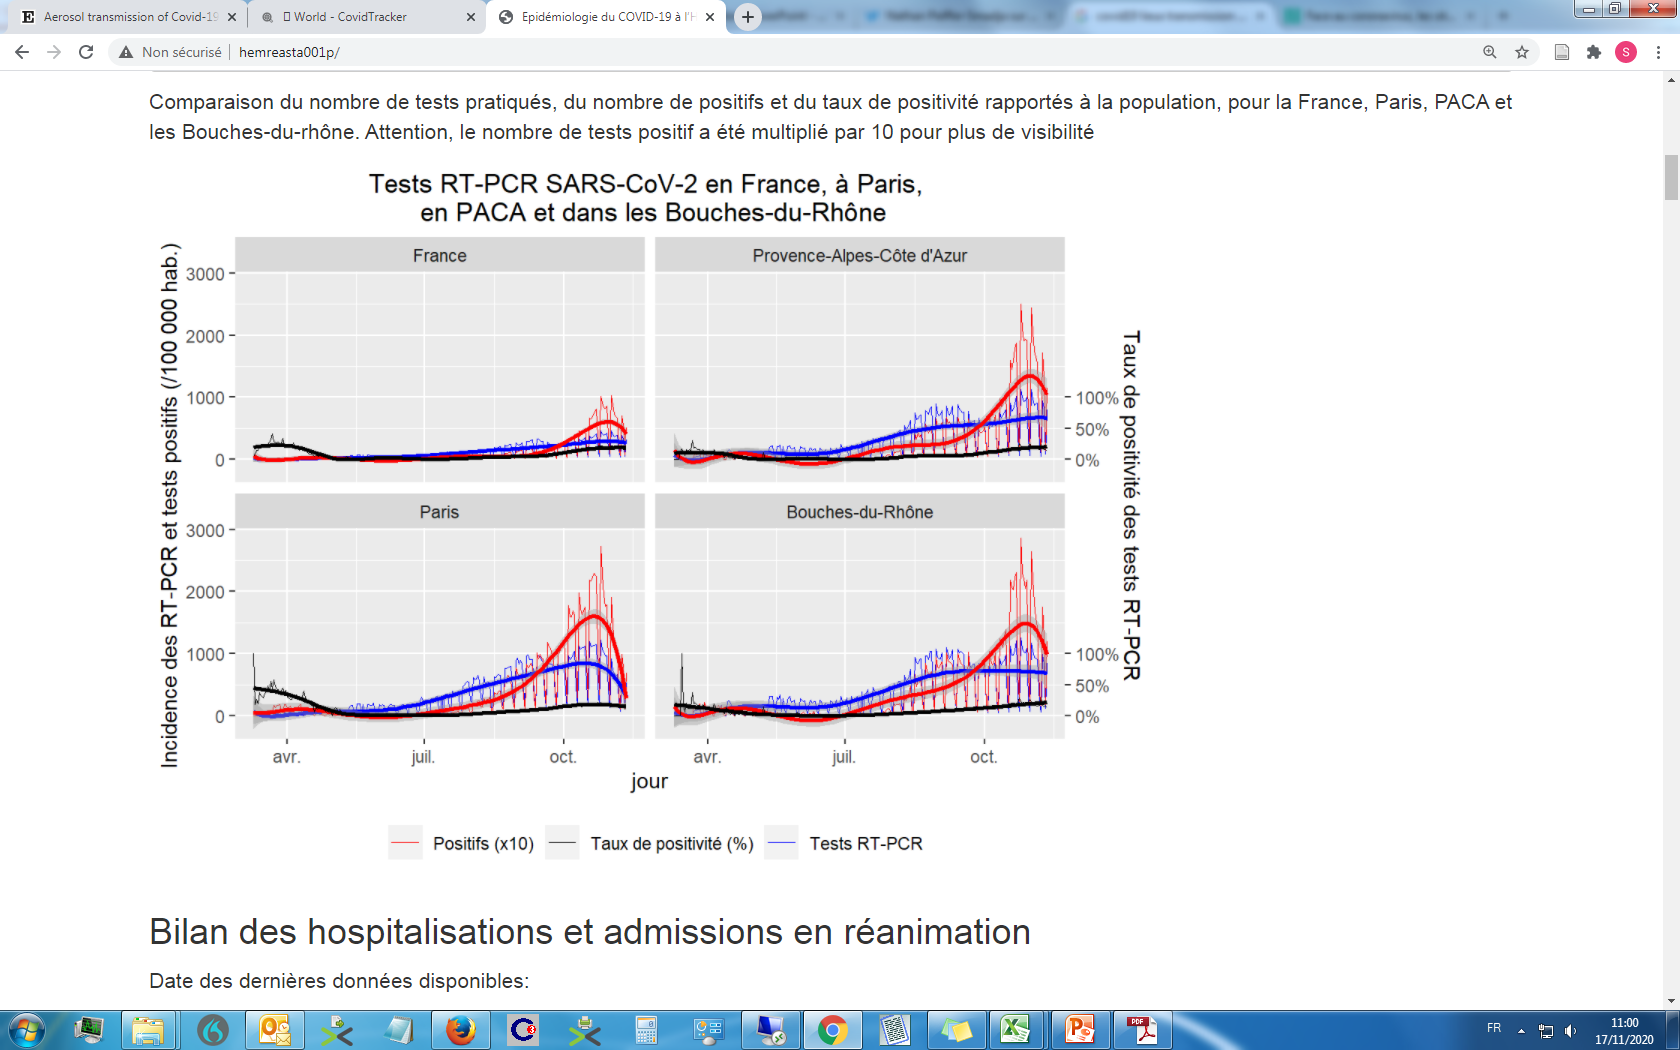 Aerosol transmission of Covid-19
World - CovidTracker
Epidémiologie du COVID-19 à l'H
Non sécurisé
hemreasta001p/
S
Comparaison du nombre de tests pratiqués, du nombre de positifs et du taux de positivité rapportés à la population, pour la France, Paris, PACA et
les Bouches-du-rhône. Attention, le nombre de tests positif a été multiplié par 10 pour plus de visibilité
Tests RT-PCR SARS-CoV-2 en France, à Paris,
en PACA et dans les Bouches-du-Rhône
Incidence des RT-PCR et tests positifs (/100 000 hab.)
France
Provence-Alpes-Côte d'Azur
3000
2000
1000
0
100%
50%
0%
Taux de positivité des tests RT-PCR
Paris
Bouches-du-Rhône
3000
2000
1000
0
100%
50%
0%
avr.
juil.
oct.
avr.
juil.
oct.
jour
Positifs (x10)
Taux de positivité (%)
Tests RT-PCR
Bilan des hospitalisations et admissions en réanimation
Date des dernières données disponibles:
FR
11:00
17/11/2020